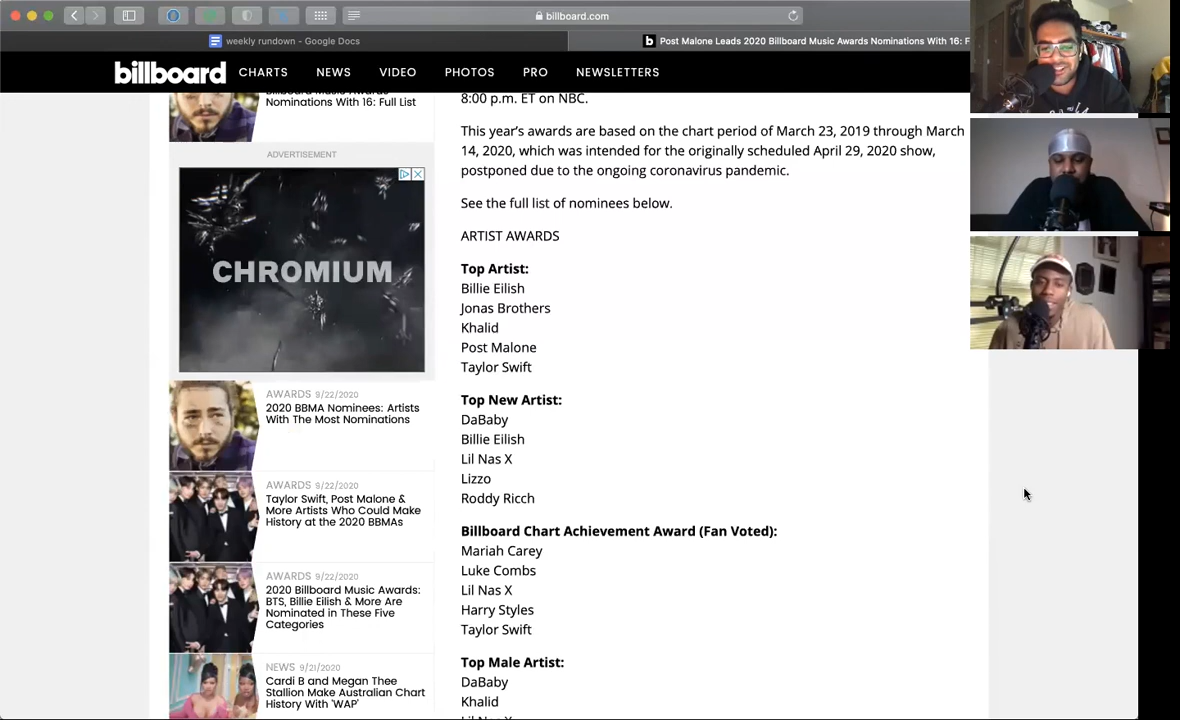 billboard.com
weekly rundown - Google Docs
b Post Malone Leads 2020 Billboard Music Awards Nominations With 16: F
billboard CHARTS NEWS VIDEO PHOTOS PRO NEWSLETTERS
Billboard Music Awards
Nominations With 16: Full List
ADVERTISEMENT
CHROMIUM
AWARDS 9/22/2020
2020 BBMA Nominees: Artists
With The Most Nominations
AWARDS 9/22/2020
Taylor Swift, Post Malone &
More Artists Who Could Make
History at the 2020 BBMAs
AWARDS 9/22/2020
2020 Billboard Music Awards:
BTS, Billie Eilish & More Are
Nominated in These Five
Categories
NEWS 9/21/2020
Cardi B and Megan Thee
Stallion Make Australian Chart
History With 'WAP'
8:00 p.m. ET on NBC.
This year's awards are based on the chart period of March 23, 2019 through March
14, 2020, which was intended for the originally scheduled April 29, 2020 show,
postponed due to the ongoing coronavirus pandemic.
See the full list of nominees below.
ARTIST AWARDS
Top Artist:
Billie Eilish
Jonas Brothers
Khalid
Post Malone
Taylor Swift
Top New Artist:
DaBaby
Billie Eilish
Lil Nas X
Lizzo
Roddy Ricch
Billboard Chart Achievement Award (Fan Voted):
Mariah Carey
Luke Combs
Lil Nas X
Harry Styles
Taylor Swift
Top Male Artist:
DaBaby
Khalid
Lil Nas X